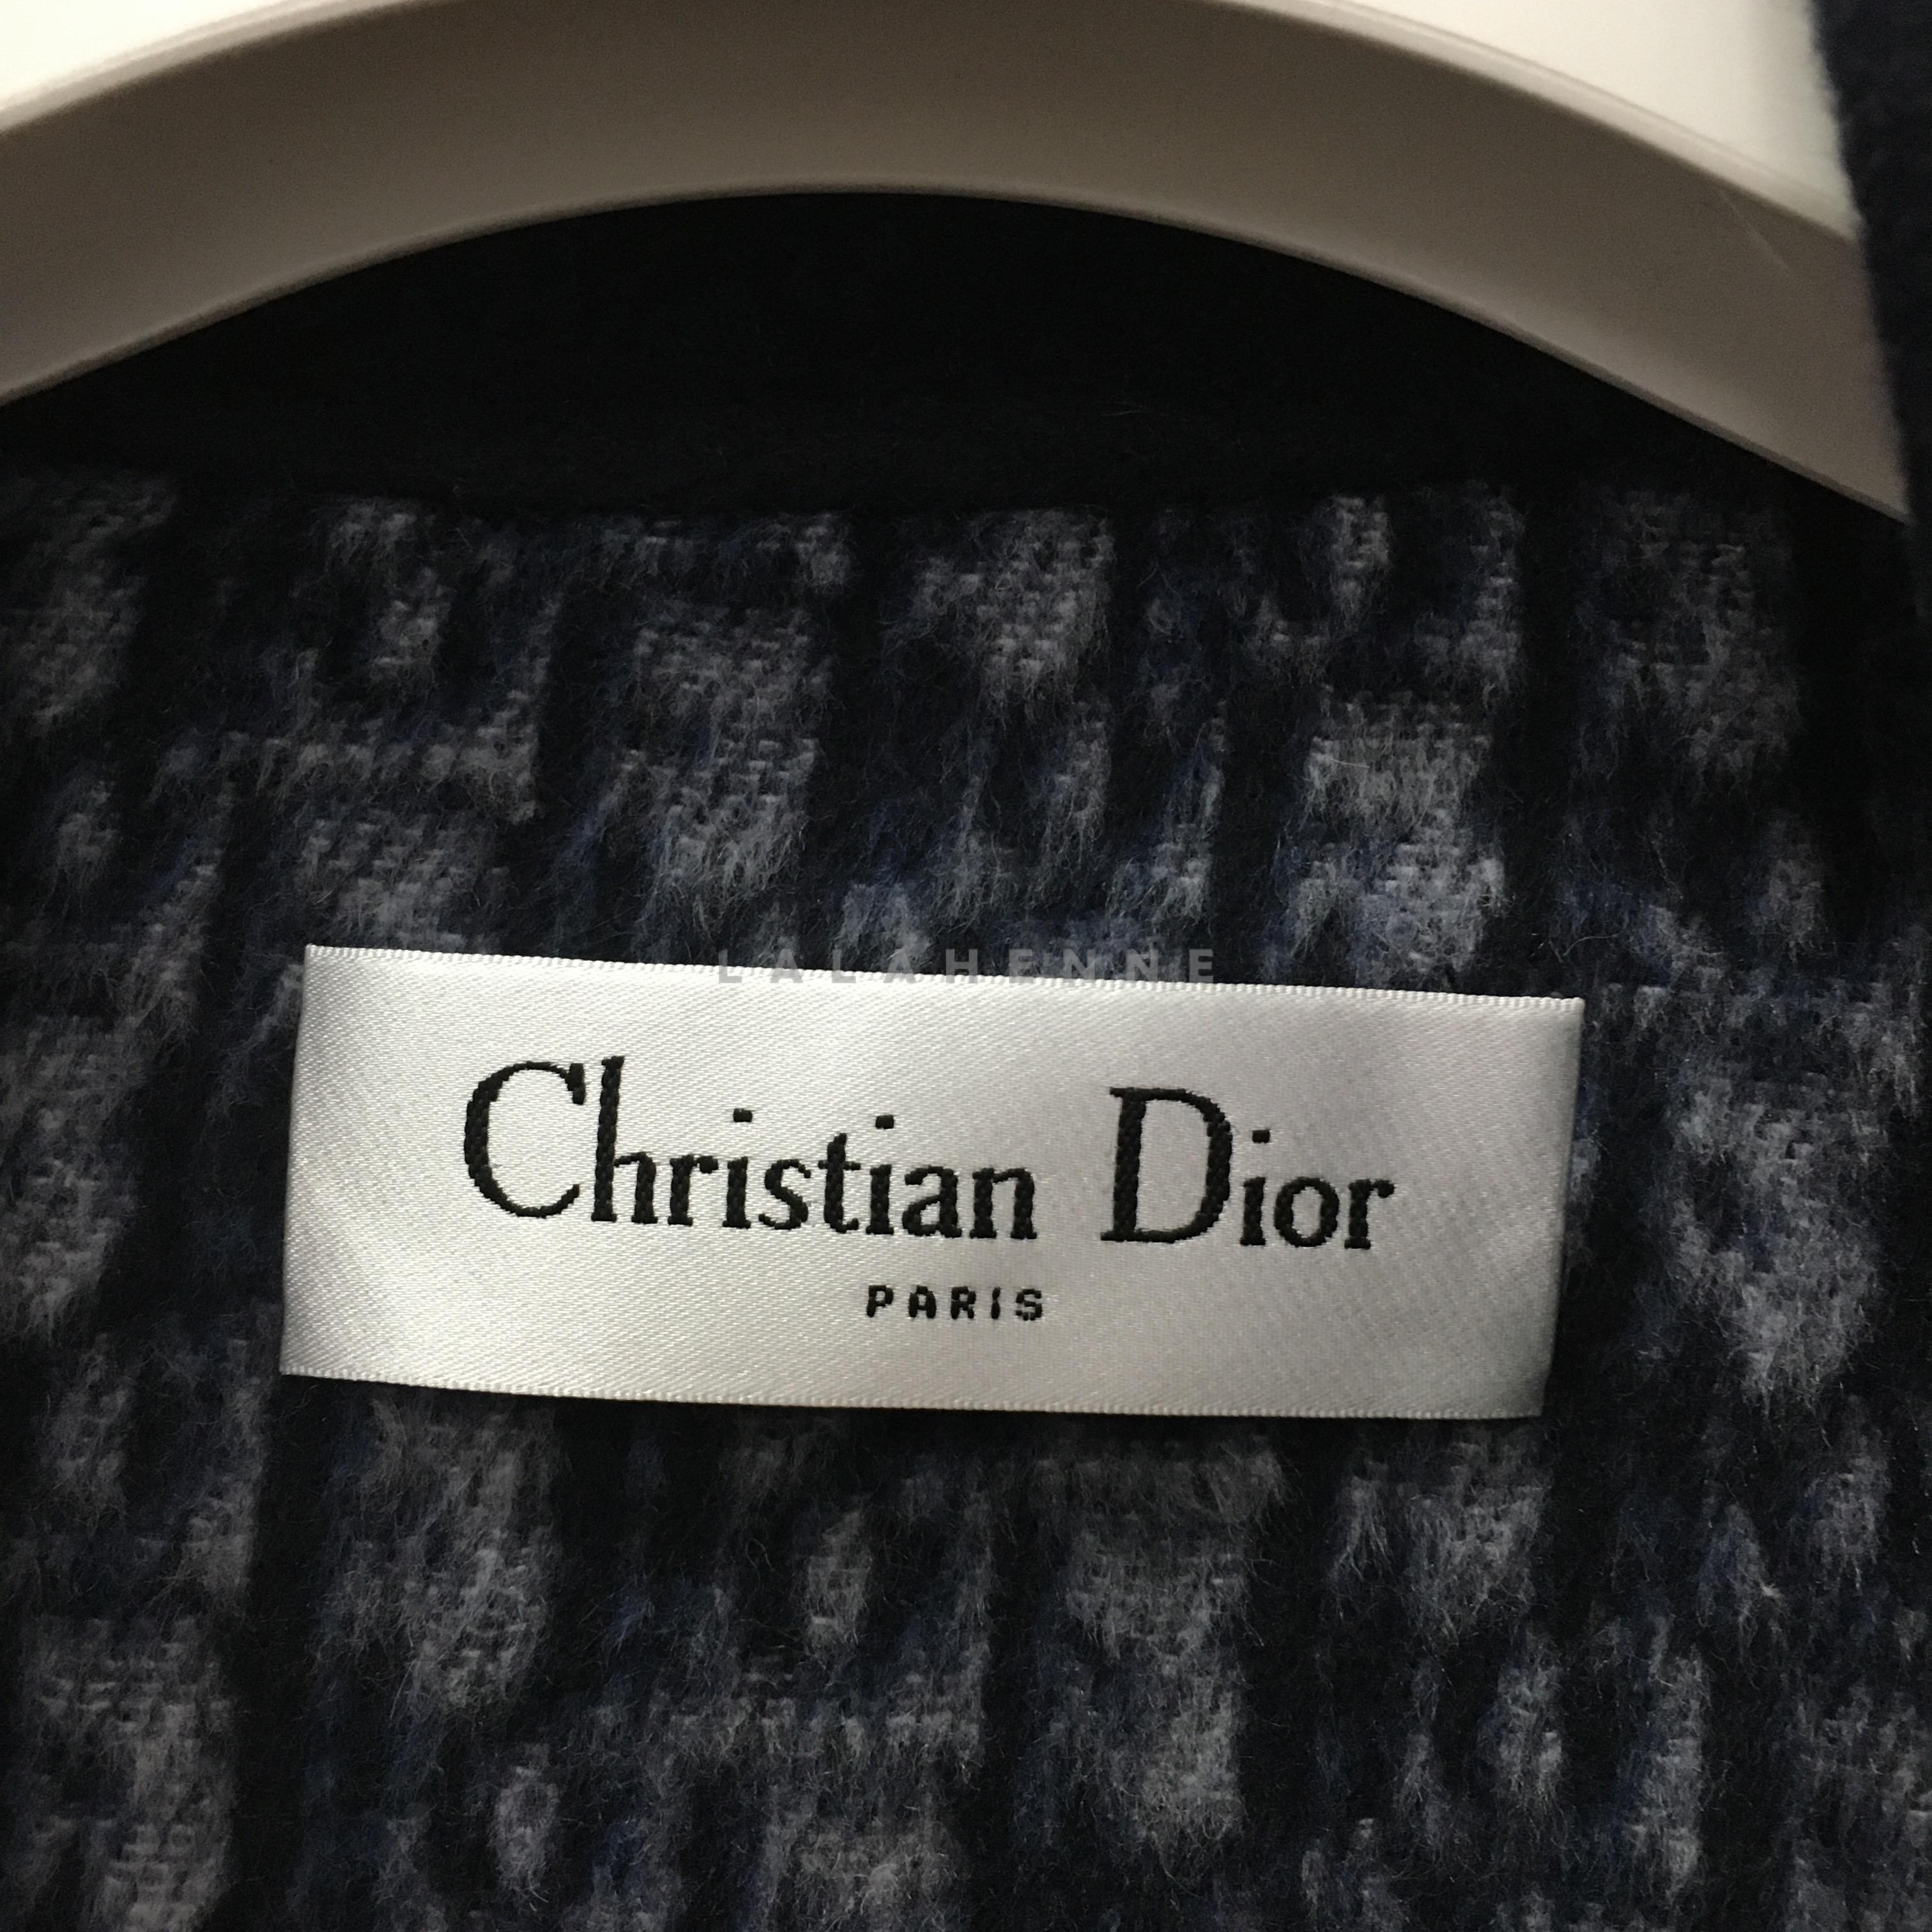 LALAHENNE
Christian Dior
PARIS